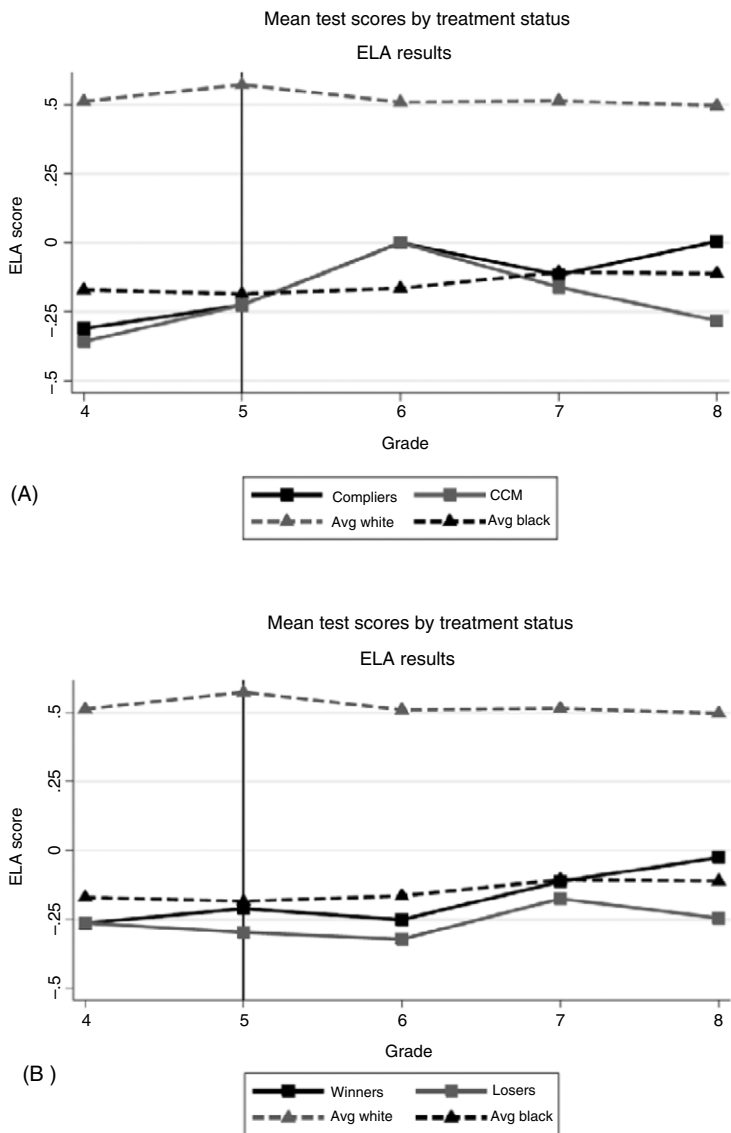 Mean test scores by treatment status
ELA results
.5
.25
0
−.25
−.5
ELA score
4 5 6 7 8
Grade
(A)
Compliers CCM
Avg white Avg black
Mean test scores by treatment status
ELA results
.5
.25
0
−.25
−.5
ELA score
4 5 6 7 8
Grade
(B )
Winners Losers
Avg white Avg black